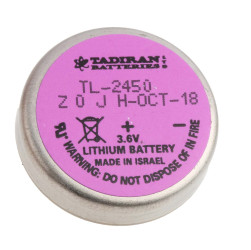 TADIRAN LTD
BATTERIES
TL-2450
Z 0 J H-OCT-18
+ -
3.6V
LITHIUM BATTERY
MADE IN ISRAEL
WARNING: DO NOT DISPOSE OF IN FIRE